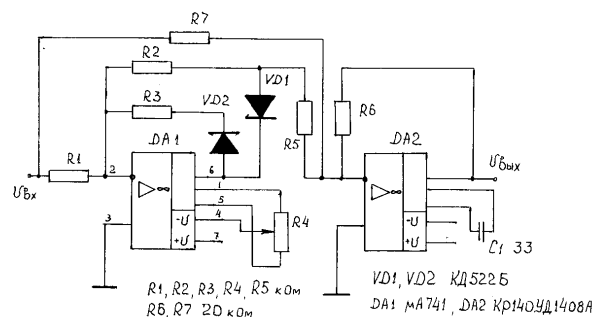 R7
R2
VD1
R3
VD2
R6
R5
DA1
DA2
R1
2
6
Uвх
Uвых
▷∞
1
▷∞
3
5
-U
4
R4
-U
+U
7
+U
C1 33
R1, R2, R3, R4, R5 кОм
R6, R7 20 кОм
VD1, VD2 КД522Б
DA1 мА741, DA2 Кр140УД1408А